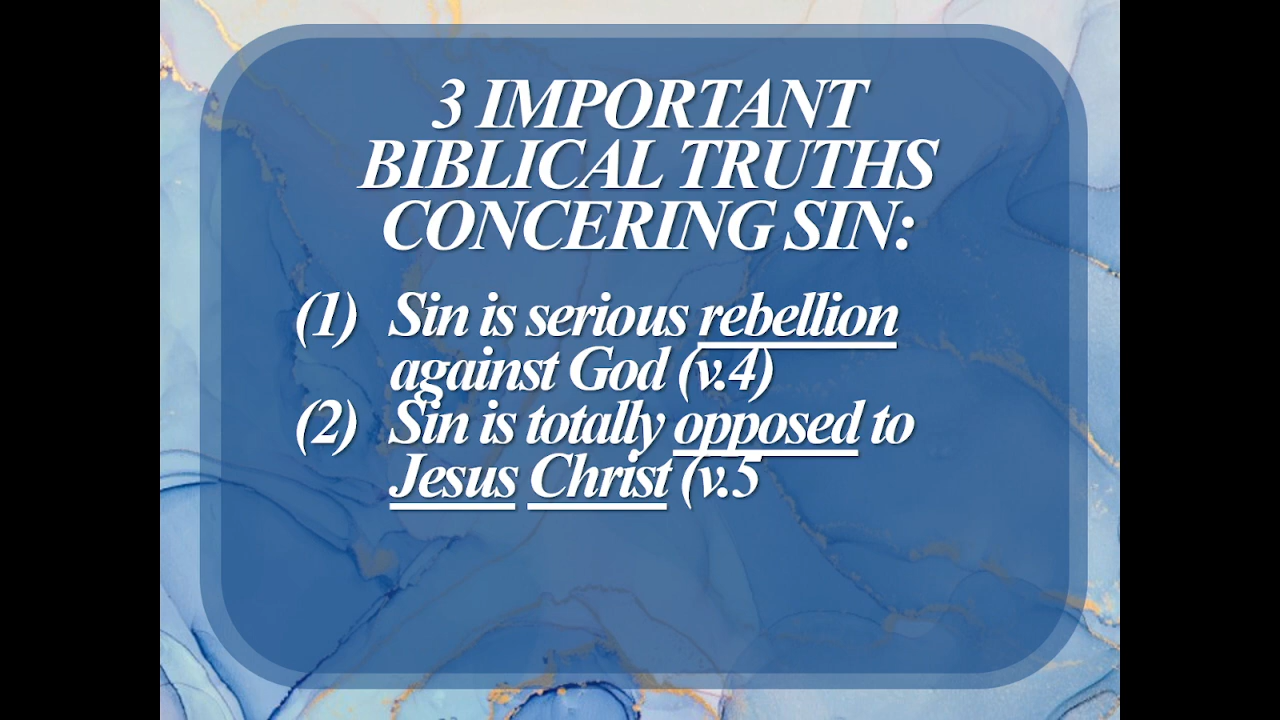 3 IMPORTANT
BIBLICAL TRUTHS
CONCERING SIN:
(1) Sin is serious rebellion
against God (v.4)
(2) Sin is totally opposed to
Jesus Christ (v.5